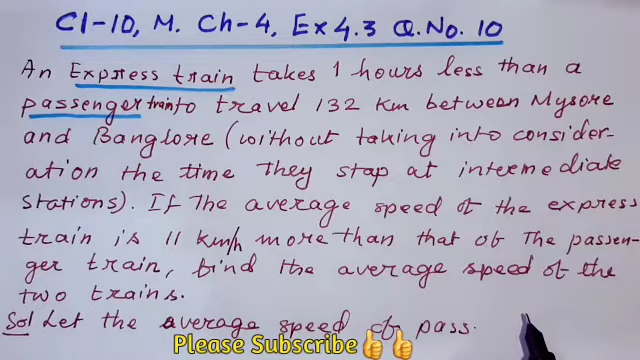 Cl-10, M. Ch-4, Ex 4.3 Q.No. 10
An Express train takes 1 hours less than a
passenger train to travel 132 km between Mysore
and Banglore (without taking into consider-
ation the time they stop at intermediate
stations). If the average speed of the express
train is 11 km/h more than that of the passen-
ger train, find the average speed of the
two trains.
Sol Let the average speed of pass.
Please Subscribe👍👍